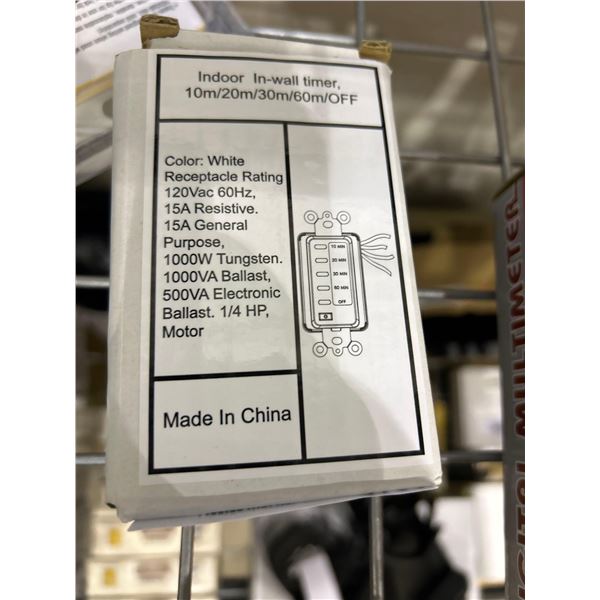 Indoor In-wall timer,
10m/20m/30m/60m/OFF
Color: White
Receptacle Rating
120Vac 60Hz,
15A Resistive.
15A General
Purpose,
1000W Tungsten.
1000VA Ballast,
500VA Electronic
Ballast. 1/4 HP,
Motor
10 MIN
20 MIN
30 MIN
60 MIN
OFF
Made In China
DIGITAL MULTIMETER